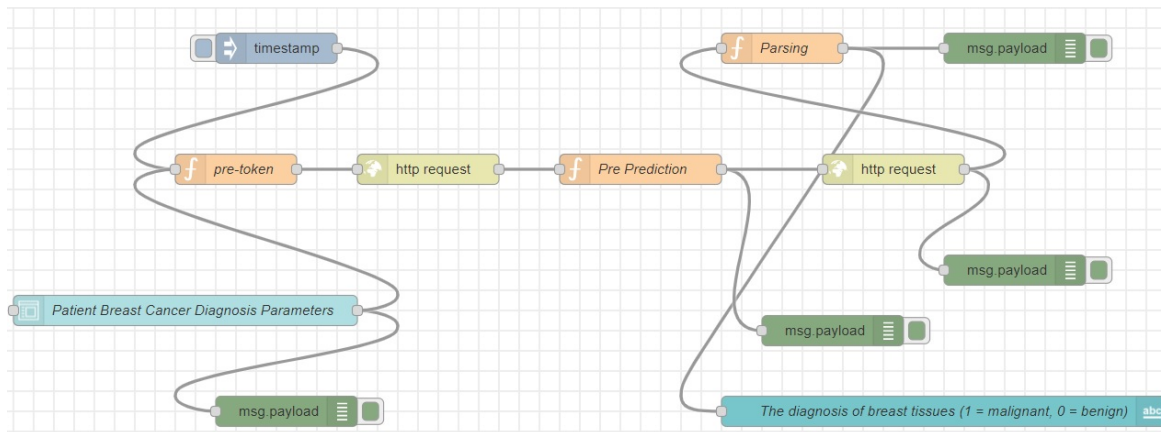 timestamp
Parsing
msg.payload
pre-token
http request
Pre Prediction
http request
msg.payload
Patient Breast Cancer Diagnosis Parameters
msg.payload
msg.payload
The diagnosis of breast tissues (1 = malignant, 0 = benign)
abc